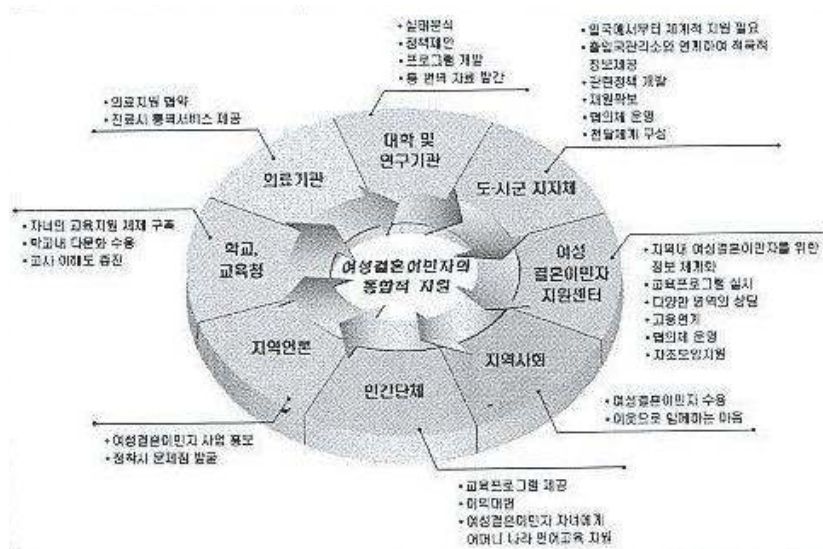 • 실태분석
• 정책제안
• 프로그램 개발
• 통 번역 자료 발간
• 입국에서부터 체계적 지원 필요
• 출입국관리소와 연계하여 적극적
정보제공
• 관련정책 개발
• 재원확보
• 협의체 운영
• 전달체계 구성
• 의료지원 협약
• 진료시 통역서비스 제공
대학 및
연구기관
의료기관
도·시군 지자체
• 자녀의 교육지원 체제 구축
• 학교내 다문화 수용
• 교사 이해도 증진
학교,
교육청
여성결혼이민자의
통합적 지원
여성
결혼이민자
지원센터
• 지역내 여성결혼이민자를 위한
정보 체계화
• 교육프로그램 실시
• 다양한 영역의 상담
• 고용연계
• 협의체 운영
• 자조모임지원
지역언론
민간단체
지역사회
• 여성결혼이민자 수용
• 이웃으로 함께하는 마음
• 여성결혼이민자 사업 홍보
• 정착시 문제점 발굴
• 교육프로그램 제공
• 이익대변
• 여성결혼이민자 자녀에게
어머니 나라 언어교육 지원